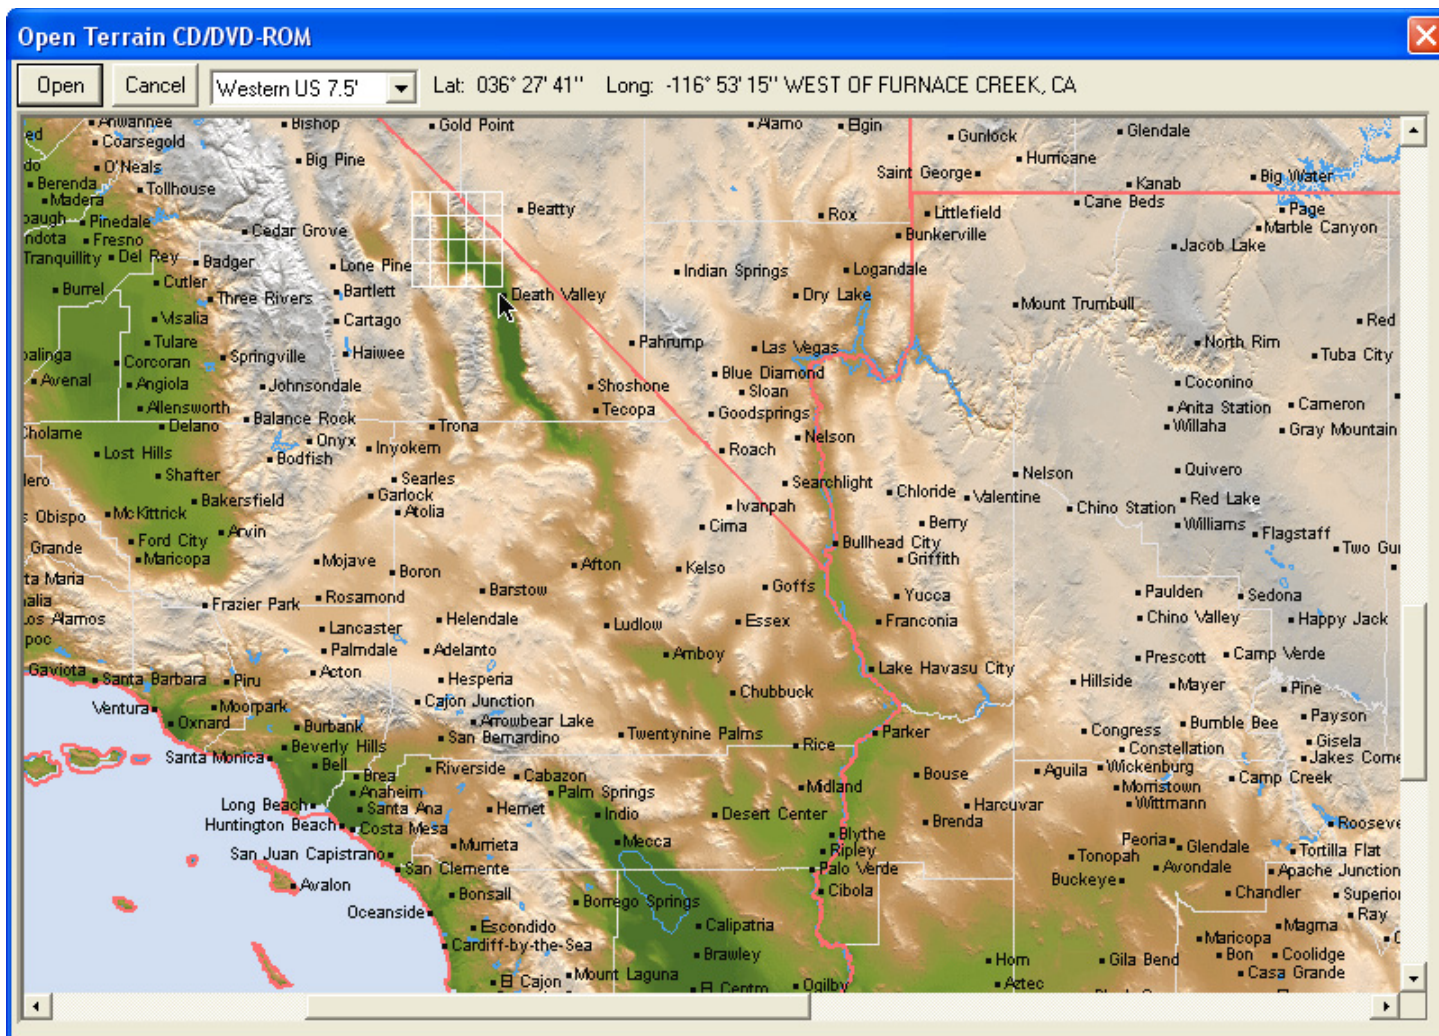 Open Terrain CD/DVD-ROM
Open
Cancel
Western US 7.5'
Lat: 036° 27' 41" Long: -116° 53' 15" WEST OF FURNACE CREEK, CA
Ahwahnee
Bishop
Gold Point
Alamo
Elgin
Gunlock
Glendale
Coarsegold
Big Pine
Hurricane
O'Neals
Saint George
Big Water
Berenda
Tollhouse
Kanab
Madera
Cane Beds
Page
Beatty
Rox
Littlefield
Pinedale
Marble Canyon
Cedar Grove
Bunkerville
Fresno
Jacob Lake
Tranquillity
Del Rey
Badger
Lone Pine
Indian Springs
Logandale
Burrel
Cutler
Three Rivers
Bartlett
Death Valley
Dry Lake
Mount Trumbull
Visalia
Cartago
Red
Tulare
Pahrump
Las Vegas
North Rim
Tuba City
Corcoran
Springville
Haiwee
Blue Diamond
Avenal
Angiola
Johnsondale
Shoshone
Sloan
Coconino
Allensworth
Tecopa
Goodsprings
Anita Station
Cameron
Delano
Balance Rock
Trona
Willaha
Gray Mountain
Cholame
Onyx
Inyokern
Nelson
Lost Hills
Bodfish
Roach
Shafter
Searles
Searchlight
Nelson
Quivero
Bakersfield
Garlock
Ivanpah
Chloride
Valentine
Red Lake
s Obispo
McKittrick
Atolia
Cima
Berry
Chino Station
Williams
Flagstaff
Ford City
Arvin
Bullhead City
Two Gu
Grande
Maricopa
Mojave
Boron
Afton
Kelso
Griffith
ta Maria
Barstow
Goffs
Yucca
Paulden
Sedona
Frazier Park
Rosamond
Los Alamos
Lancaster
Helendale
Ludlow
Essex
Franconia
Chino Valley
Happy Jack
poc
Palmdale
Adelanto
Amboy
Prescott
Camp Verde
Gaviota
Santa Barbara
Piru
Acton
Hesperia
Lake Havasu City
Hillside
Mayer
Pine
Ventura
Moorpark
Cajon Junction
Chubbuck
Oxnard
Burbank
Arrowbear Lake
Bumble Bee
Payson
Beverly Hills
San Bernardino
Twentynine Palms
Rice
Parker
Congress
Constellation
Gisela
Santa Monica
Bell
Riverside
Cabazon
Aguila
Wickenburg
Jakes Corne
Brea
Bouse
Camp Creek
Anaheim
Palm Springs
Midland
Morristown
Long Beach
Santa Ana
Hemet
Indio
Desert Center
Harcuvar
Wittmann
Huntington Beach
Costa Mesa
Brenda
Rooseve
Murrieta
Mecca
Blythe
Peoria
Glendale
San Juan Capistrano
Ripley
Tonopah
Tortilla Flat
San Clemente
Palo Verde
Avondale
Apache Junction
Avalon
Bonsall
Borrego Springs
Cibola
Buckeye
Chandler
Superior
Oceanside
Ray
Escondido
Calipatria
Magma
Cardiff-by-the-Sea
Maricopa
Brawley
Horn
Gila Bend
Bon
Coolidge
El Cajon
Mount Laguna
Casa Grande
El Centro
Ogilby
Aztec